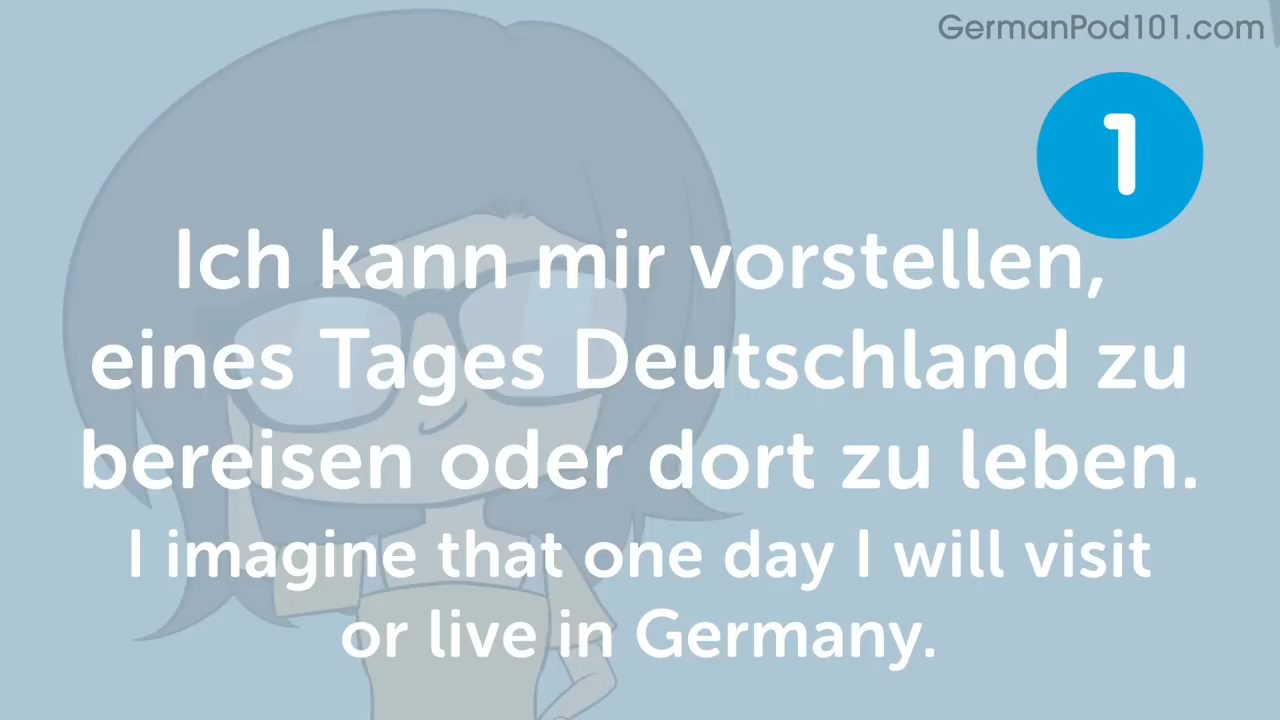 GermanPod101.com
1
Ich kann mir vorstellen,
eines Tages Deutschland zu
bereisen oder dort zu leben.
I imagine that one day I will visit
or live in Germany.